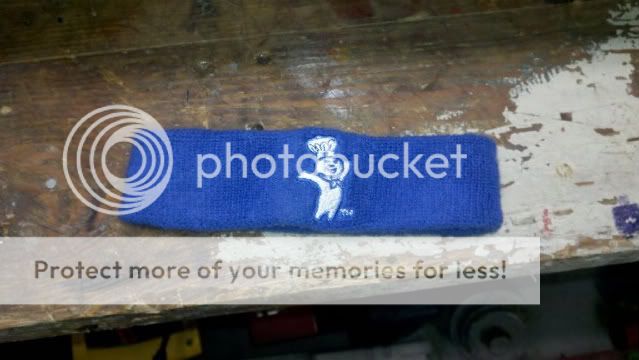 photobucket
Protect more of your memories for less!